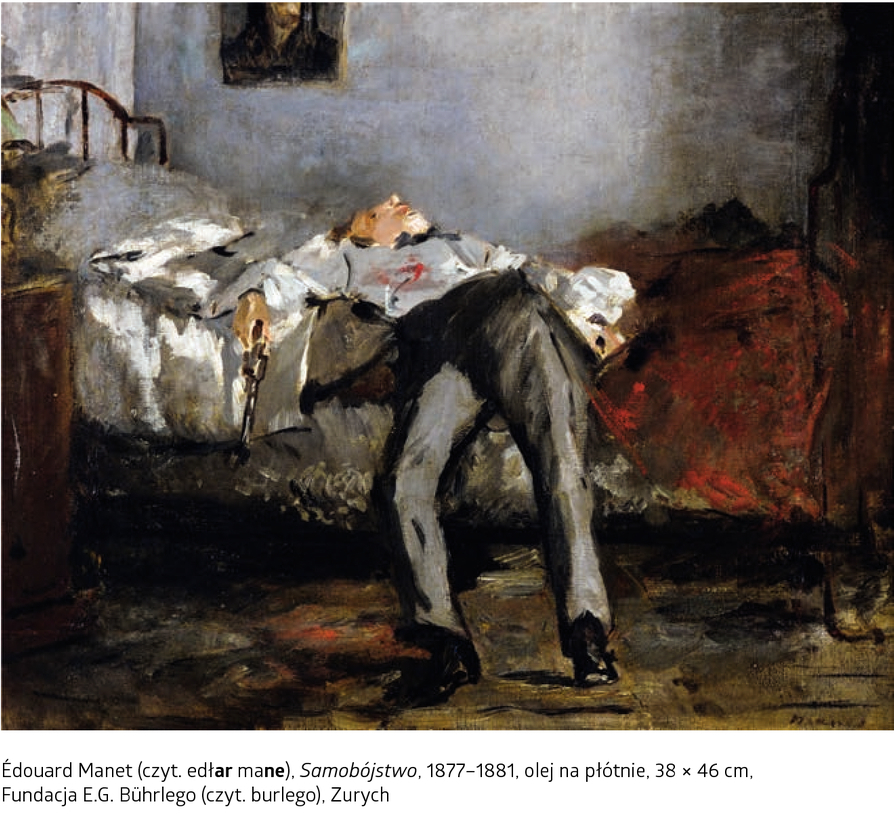 Édouard Manet (czyt. edłar mane), Samobójstwo, 1877–1881, olej na płótnie, 38 × 46 cm,
Fundacja E.G. Bührlego (czyt. burlego), Zurych